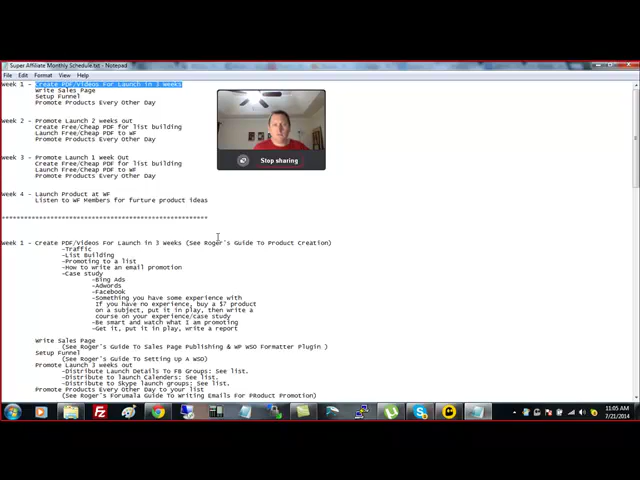 Super Affiliate Monthly Schedule.txt - Notepad
File Edit Format View Help
week 1 - Create PDF/Videos For Launch in 3 weeks
Write Sales Page
Setup Funnel
Promote Products Every Other Day
week 2 - Promote Launch 2 weeks out
Create Free/Cheap PDF for list building
Launch Free/Cheap PDF to WF
Promote Products Every Other Day
week 3 - Promote Launch 1 week Out
Create Free/Cheap PDF for list building
Launch Free/Cheap PDF to WF
Promote Products Every Other Day
week 4 - Launch Product at WF
Listen to WF Members for furture product ideas
Stop sharing
week 1 - Create PDF/Videos For Launch in 3 weeks (See Roger's Guide To Product Creation)
-Traffic
-List Building
-Promoting to a list
-How to write an email promotion
-Case study
-Bing Ads
-Adwords
-Facebook
-Something you have some experience with
If you have no experience, buy a $7 product
on a subject, put it in play, then write a
course on your experience/case study
-Be smart and watch what I am promoting
-Get it, put it in play, write a report
Write Sales Page
(See Roger's Guide To Sales Page Publishing & WP WSO Formatter Plugin )
Setup Funnel
(See Roger's Guide To Setting Up A WSO)
Promote Launch 3 weeks out
-Distribute Launch Details To FB Groups: See list.
-Distribute to launch Calenders: See list.
-Distribute to Skype launch groups: See list.
Promote Products Every Other Day to your list
(See Roger's Forumala Guide To Writing Emails For PRoduct Promotion)
11:05 AM
7/21/2014